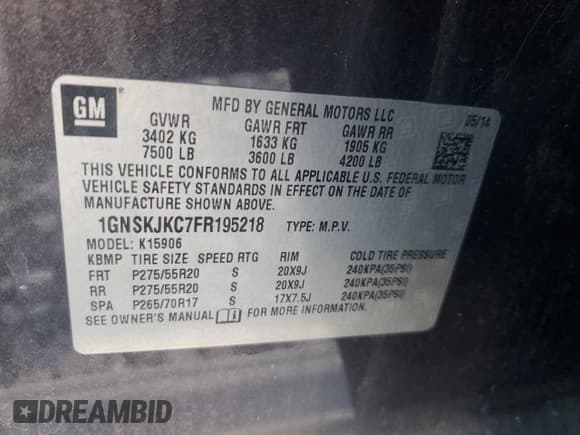 GM
®
MFD BY GENERAL MOTORS LLC
05/14
GVWR GAWR FRT GAWR RR
3402 KG 1633 KG 1905 KG
7500 LB 3600 LB 4200 LB
THIS VEHICLE CONFORMS TO ALL APPLICABLE U.S. FEDERAL MOTOR
VEHICLE SAFETY STANDARDS IN EFFECT ON THE DATE OF
MANUFACTURE SHOWN ABOVE.
1GNSKJKC7FR195218 TYPE: M.P.V.
MODEL: K15906
KBMP TIRE SIZE SPEED RTG RIM COLD TIRE PRESSURE
FRT P275/55R20 S 20X9J 240KPA(35PSI)
RR P275/55R20 S 20X9J 240KPA(35PSI)
SPA P265/70R17 S 17X7.5J 240KPA(35PSI)
SEE OWNER'S MANUAL FOR MORE INFORMATION.
DREAMBID